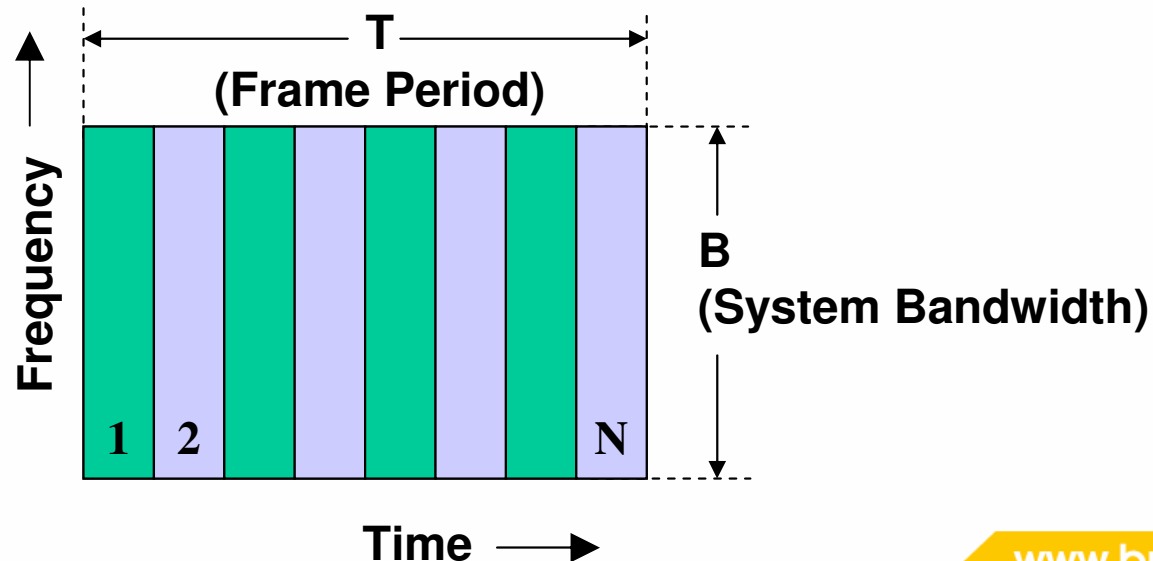 T
(Frame Period)
Frequency
B
(System Bandwidth)
1 2 N
Time